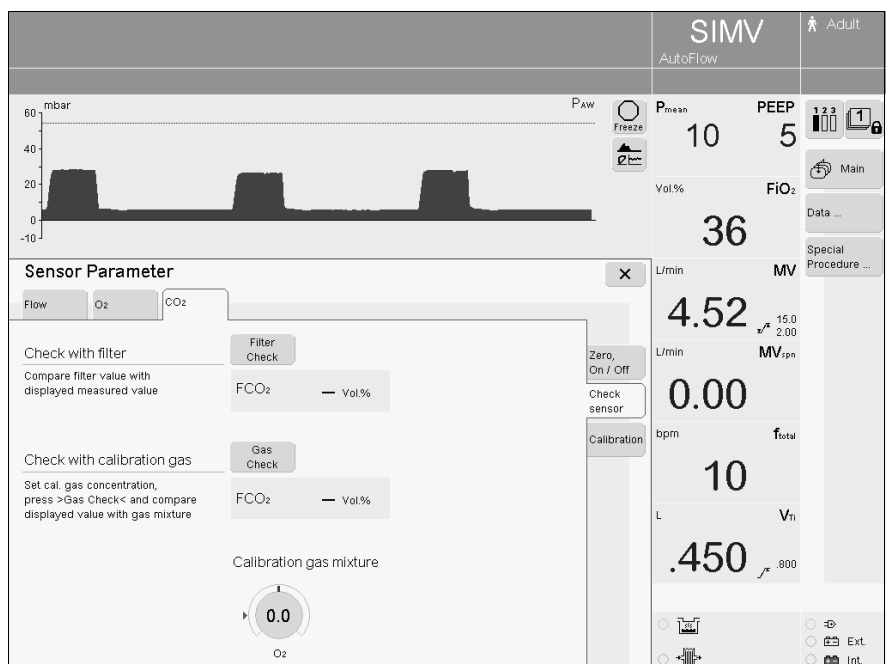 SIMV
AutoFlow
Adult
mbar
PAW
60
40
20
0
-10
Freeze
Pmean PEEP
10 5
Vol.% FiO2
36
L/min MV
4.52 15.0
2.00
L/min MVspn
0.00
bpm ftotal
10
L VTi
.450 .800
1 2 3
1
Main
Data ...
Special
Procedure ...
Sensor Parameter
Flow O2 CO2
Check with filter
Filter
Check
Compare filter value with
displayed measured value
FCO2 – Vol.%
Check with calibration gas
Gas
Check
Set cal. gas concentration,
press >Gas Check< and compare
displayed value with gas mixture
FCO2 – Vol.%
Calibration gas mixture
0.0
O2
Zero,
On / Off
Check
sensor
Calibration
Ext.
Int.